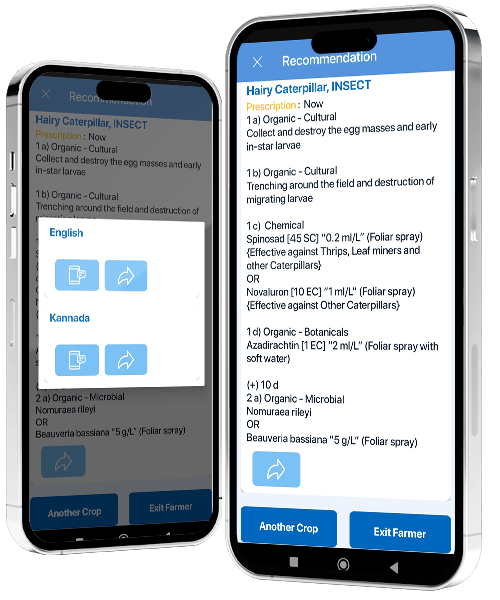 Recommendation
Hairy Caterpillar, INSECT
Prescription : Now
1 a) Organic - Cultural
Collect and destroy the egg masses and early
in-star larvae
1 b) Organic - Cultural
Trenching around the field and destruction of
English
Kannada
2 a) Organic - Microbial
Nomuraea rileyi
OR
Beauveria bassiana "5 g/L" (Foliar spray)
Another Crop
Exit Farmer
Recommendation
Hairy Caterpillar, INSECT
Prescription : Now
1 a) Organic - Cultural
Collect and destroy the egg masses and early
in-star larvae
1 b) Organic - Cultural
Trenching around the field and destruction of
migrating larvae
1 c) Chemical
Spinosad [45 SC] "0.2 ml/L" (Foliar spray)
{Effective against Thrips, Leaf miners and
other Caterpillars}
OR
Novaluron [10 EC] "1 ml/L" (Foliar spray)
{Effective against Other Caterpillars}
1 d) Organic - Botanicals
Azadirachtin [1 EC] "2 ml/L" (Foliar spray with
soft water)
(+) 10 d
2 a) Organic - Microbial
Nomuraea rileyi
OR
Beauveria bassiana "5 g/L" (Foliar spray)
Another Crop
Exit Farmer